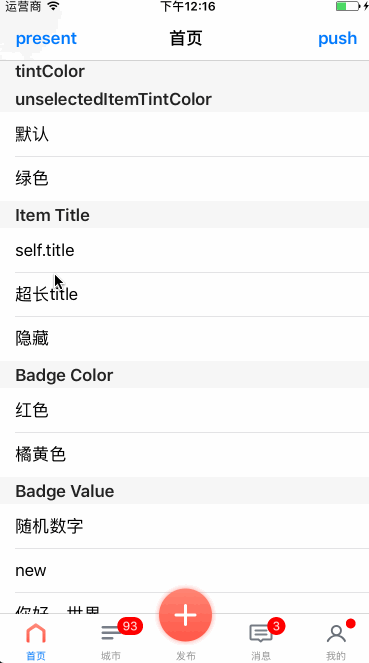 运营商 下午12:16
present 首页 push
tintColor
unselectedItemTintColor
默认
绿色
Item Title
self.title
超长title
隐藏
Badge Color
红色
橘黄色
Badge Value
随机数字
new
你好，世界
93 3
首页 城市 发布 消息 我的